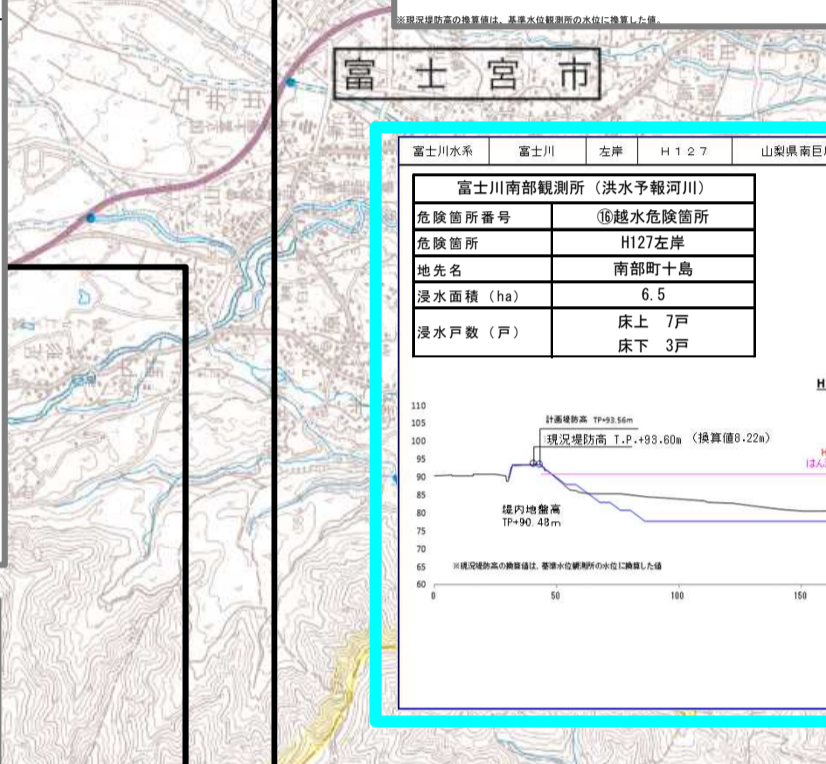 ※現況堤防高の換算値は、基準水位観測所の水位に換算した値。
富士宮市
富士川水系 富士川 左岸 H127 山梨県南巨
富士川南部観測所（洪水予報河川）
危険箇所番号 ⑯越水危険箇所
危険箇所 H127左岸
地先名 南部町十島
浸水面積（ha） 6.5
浸水戸数（戸） 床上 7戸
床下 3戸
H
110
105
100
95
90
85
80
75
70
65
60
計画堤防高 TP+93.56m
現況堤防高 T.P.+93.60m （換算値8.22m）
H
はん
堤内地盤高
TP+90.48m
※現況堤防高の換算値は、基準水位観測所の水位に換算した値
0 50 100 150